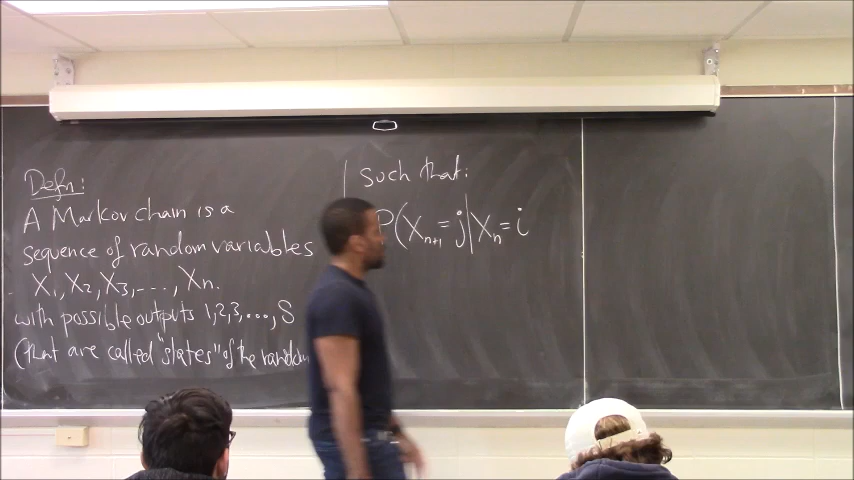 Defn:
A Markov chain is a
sequence of random variables
X1, X2, X3, ..., Xn.
with possible outputs 1, 2, 3, ..., S
(that are called "states" of the random
Such that:
P(Xn+1 = j | Xn = i